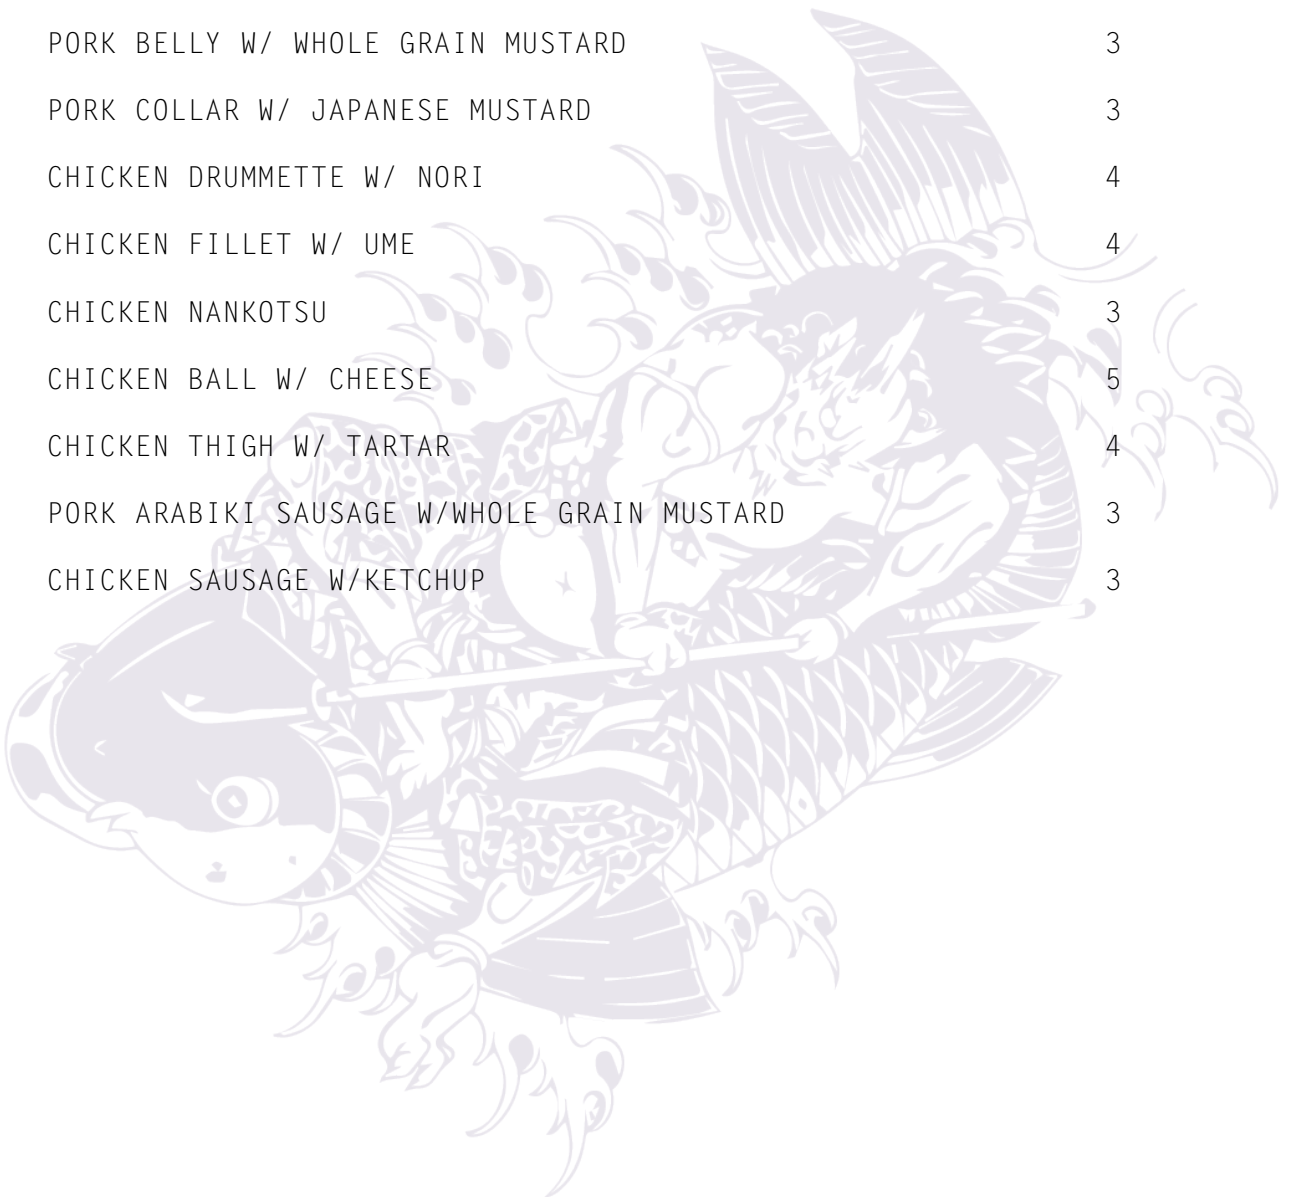 PORK BELLY W/ WHOLE GRAIN MUSTARD 3
PORK COLLAR W/ JAPANESE MUSTARD 3
CHICKEN DRUMMETTE W/ NORI 4
CHICKEN FILLET W/ UME 4
CHICKEN NANKOTSU 3
CHICKEN BALL W/ CHEESE 5
CHICKEN THIGH W/ TARTAR 4
PORK ARABIKI SAUSAGE W/WHOLE GRAIN MUSTARD 3
CHICKEN SAUSAGE W/KETCHUP 3